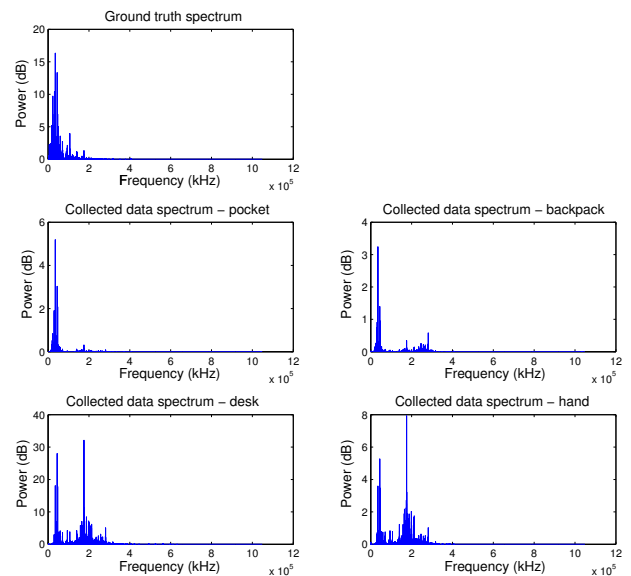 Ground truth spectrum
20
15
10
5
0
Power (dB)
0 2 4 6 8 10 12
Frequency (kHz)
x 10^5
Collected data spectrum − pocket
6
4
2
0
Power (dB)
0 2 4 6 8 10 12
Frequency (kHz)
x 10^5
Collected data spectrum − backpack
4
3
2
1
0
Power (dB)
0 2 4 6 8 10 12
Frequency (kHz)
x 10^5
Collected data spectrum − desk
40
30
20
10
0
Power (dB)
0 2 4 6 8 10 12
Frequency (kHz)
x 10^5
Collected data spectrum − hand
8
6
4
2
0
Power (dB)
0 2 4 6 8 10 12
Frequency (kHz)
x 10^5